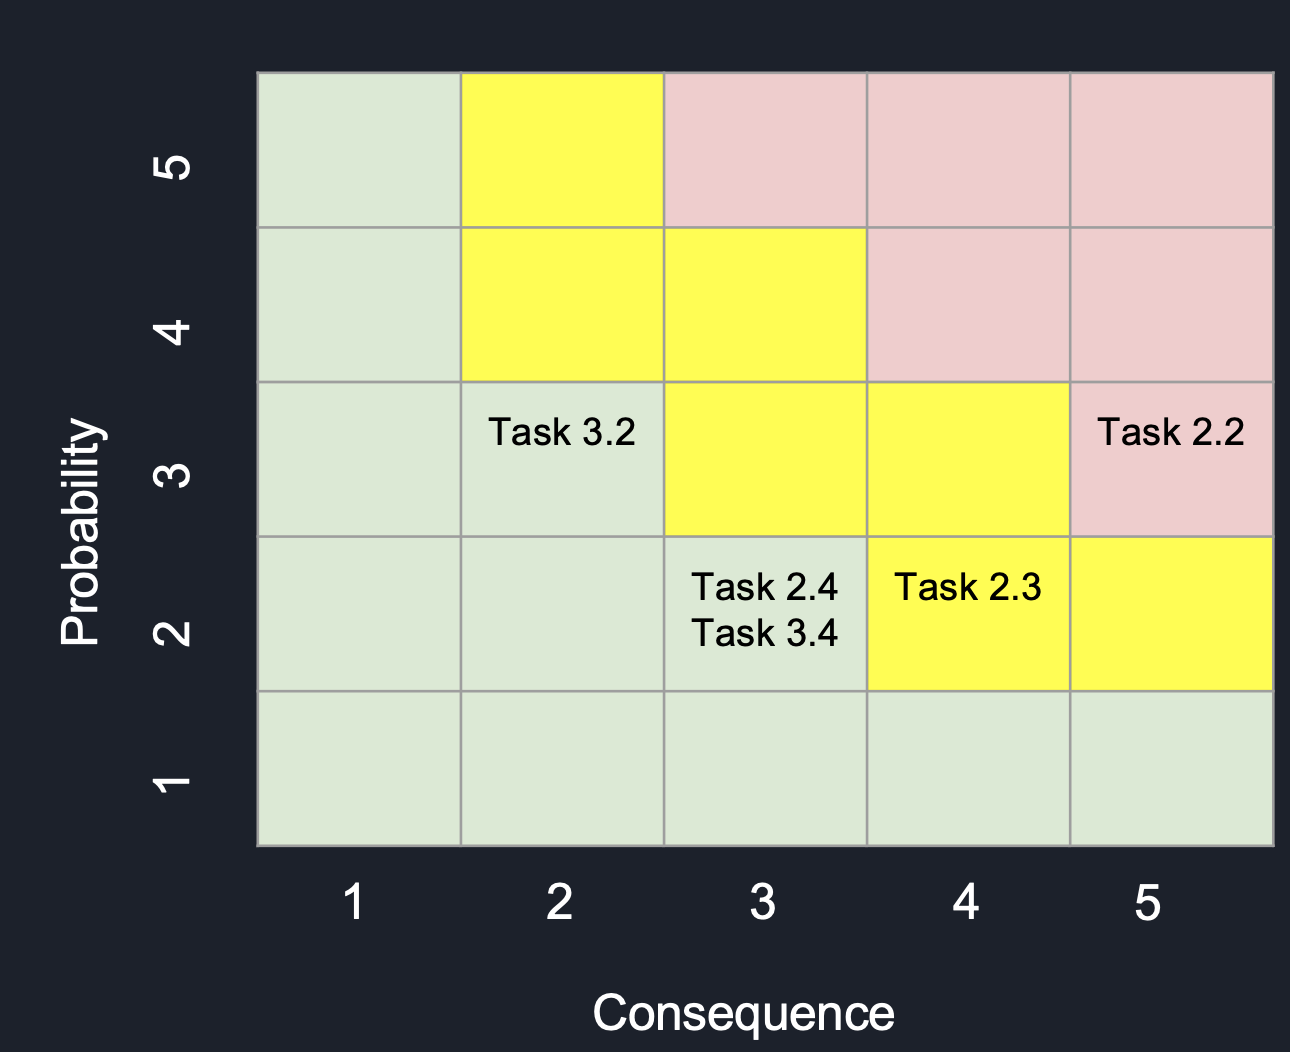 Probability
5
4
3
2
1
Task 3.2
Task 2.2
Task 2.4
Task 3.4
Task 2.3
1
2
3
4
5
Consequence